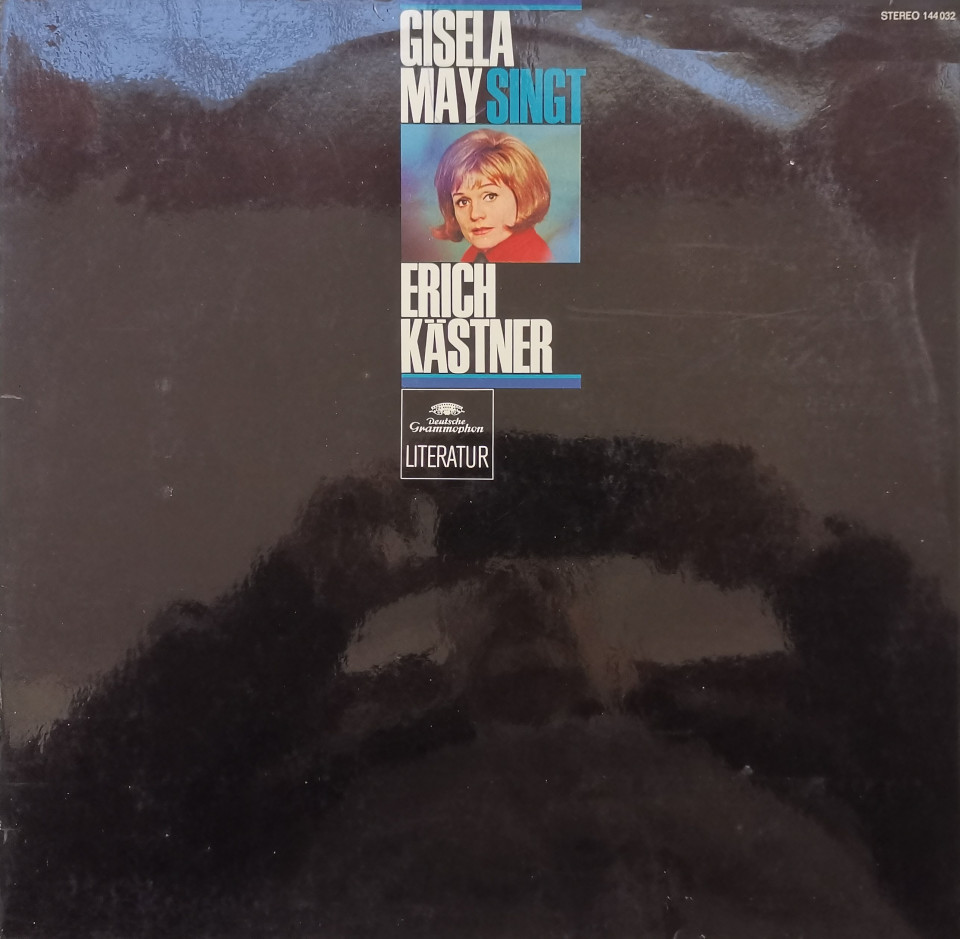 STEREO 144 032
GISELA
MAY SINGT
ERICH
KÄSTNER
Deutsche
Grammophon
LITERATUR